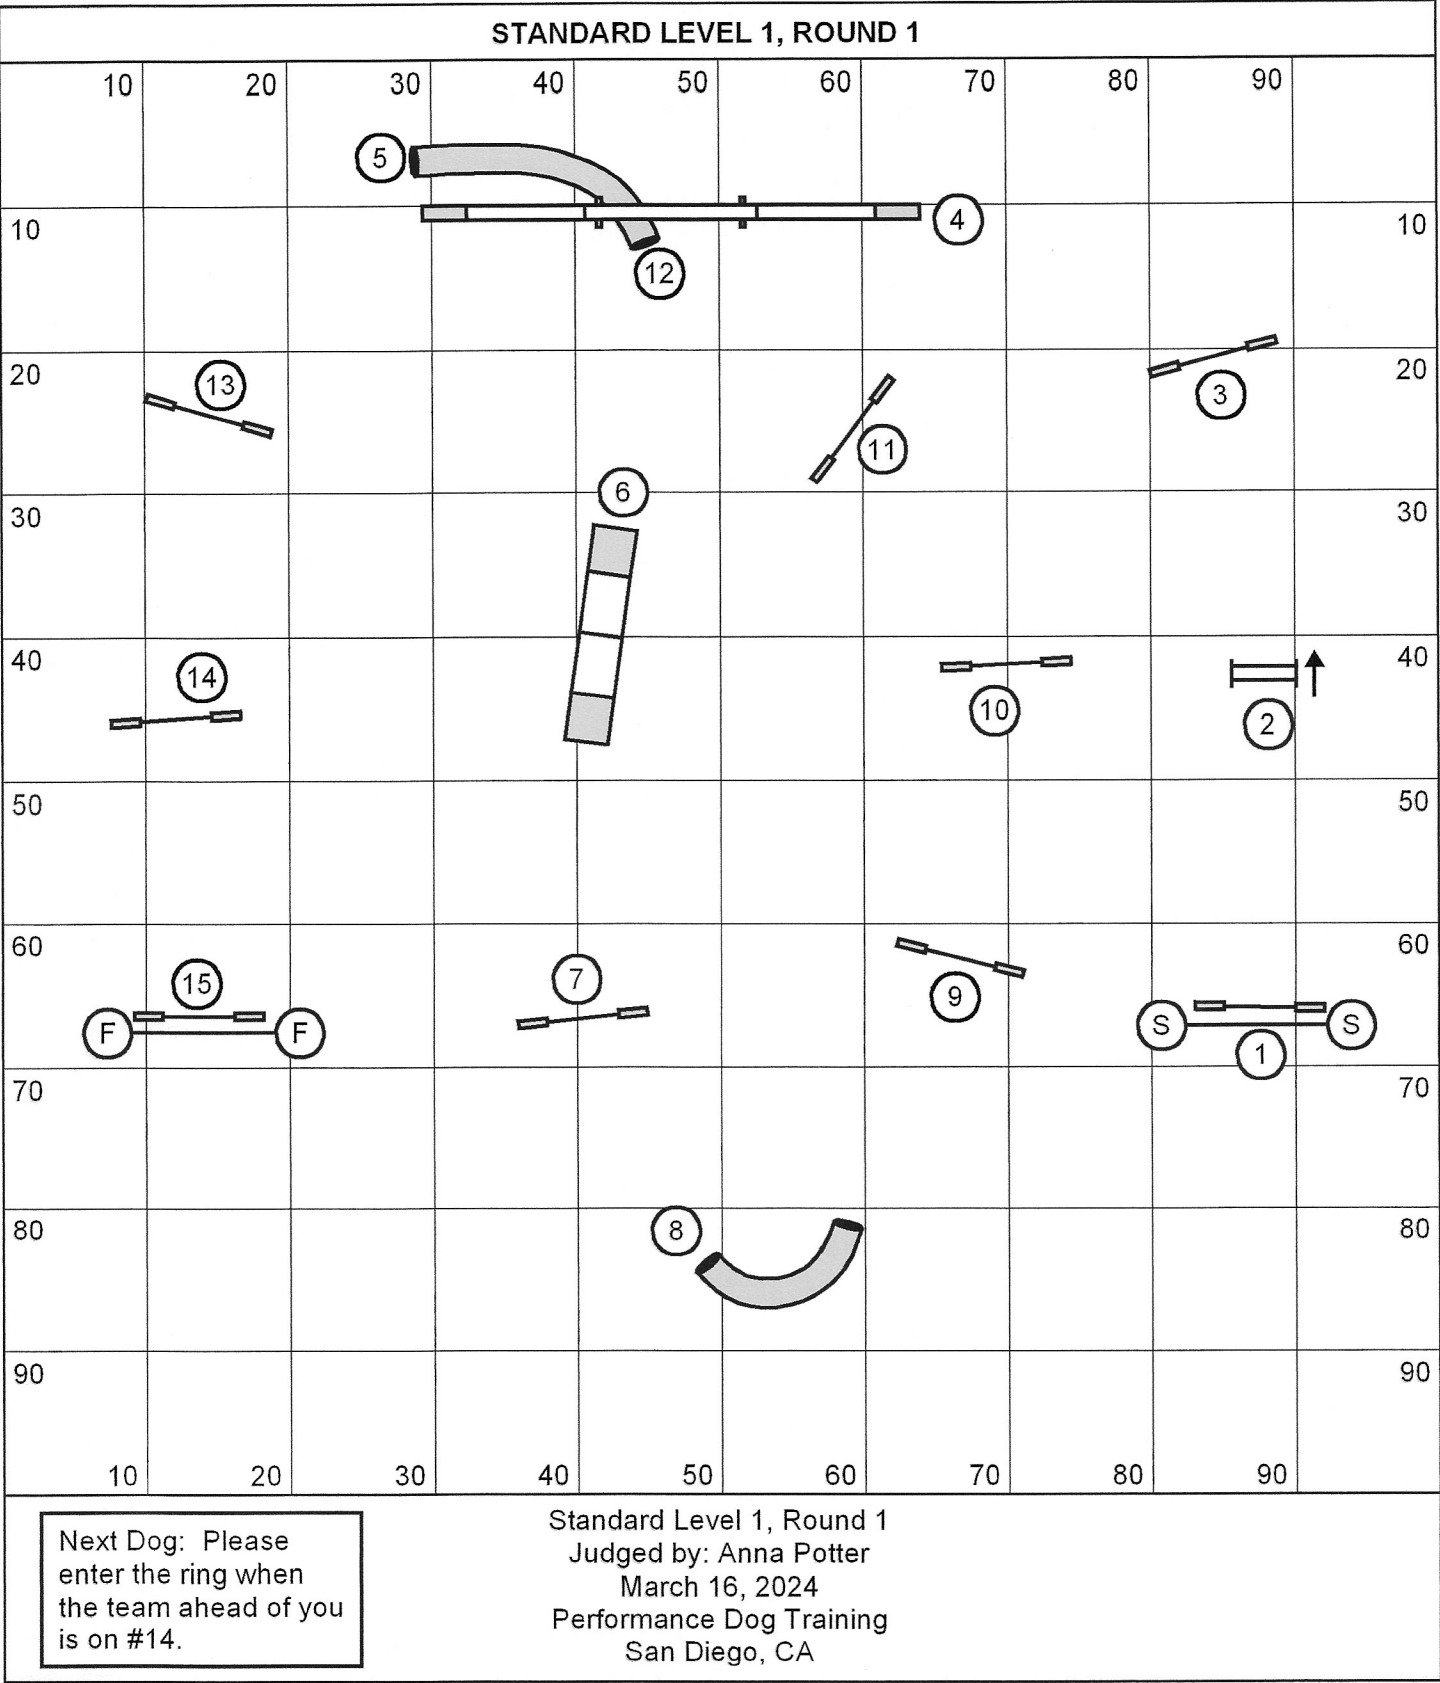 STANDARD LEVEL 1, ROUND 1
10 20 30 40 50 60 70 80 90
5
10 4 10
12
20 13 3 20
11
6
30 30
40 14 40
10 2
50 50
60 60
15 7 9
F F S S
1
70 70
8
80 80
90 90
10 20 30 40 50 60 70 80 90
Next Dog: Please
enter the ring when
the team ahead of you
is on #14.
Standard Level 1, Round 1
Judged by: Anna Potter
March 16, 2024
Performance Dog Training
San Diego, CA